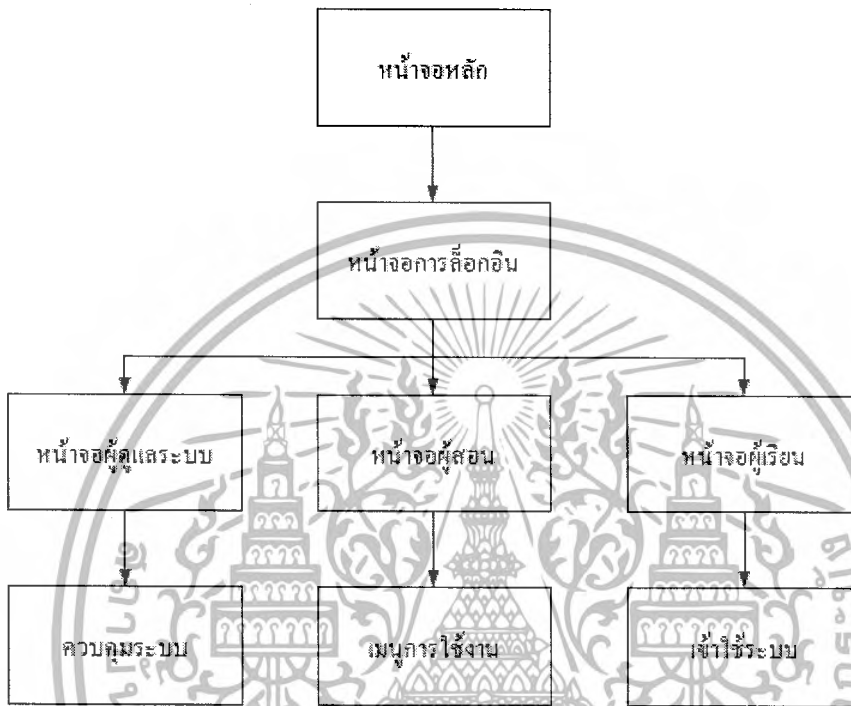 หน้าจอหลัก
หน้าจอการล็อกอิน
หน้าจอผู้ดูแลระบบ
หน้าจอผู้สอน
หน้าจอผู้เรียน
ควบคุมระบบ
เมนูการใช้งาน
เข้าใช้ระบบ